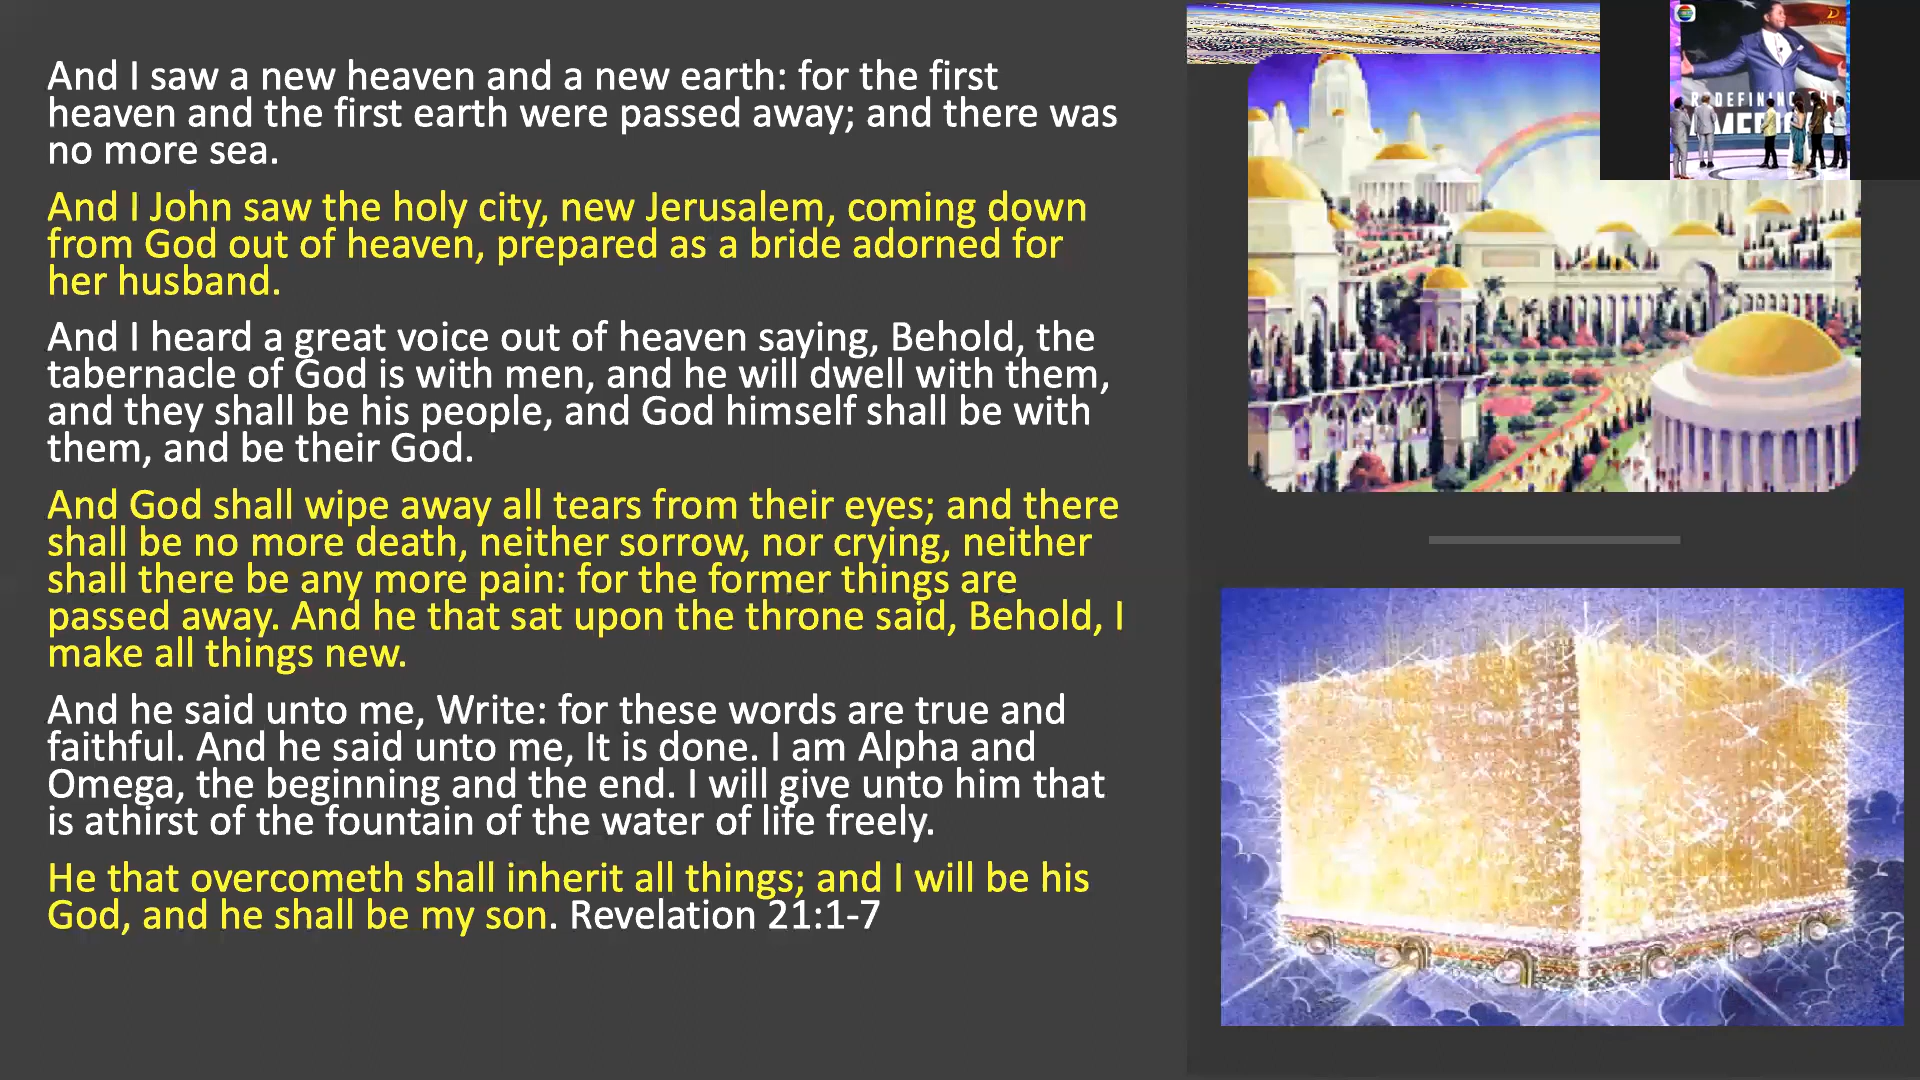 And I saw a new heaven and a new earth: for the first
heaven and the first earth were passed away; and there was
no more sea.
And I John saw the holy city, new Jerusalem, coming down
from God out of heaven, prepared as a bride adorned for
her husband.
And I heard a great voice out of heaven saying, Behold, the
tabernacle of God is with men, and he will dwell with them,
and they shall be his people, and God himself shall be with
them, and be their God.
And God shall wipe away all tears from their eyes; and there
shall be no more death, neither sorrow, nor crying, neither
shall there be any more pain: for the former things are
passed away. And he that sat upon the throne said, Behold, I
make all things new.
And he said unto me, Write: for these words are true and
faithful. And he said unto me, It is done. I am Alpha and
Omega, the beginning and the end. I will give unto him that
is athirst of the fountain of the water of life freely.
He that overcometh shall inherit all things; and I will be his
God, and he shall be my son. Revelation 21:1-7
REDEFINING THE